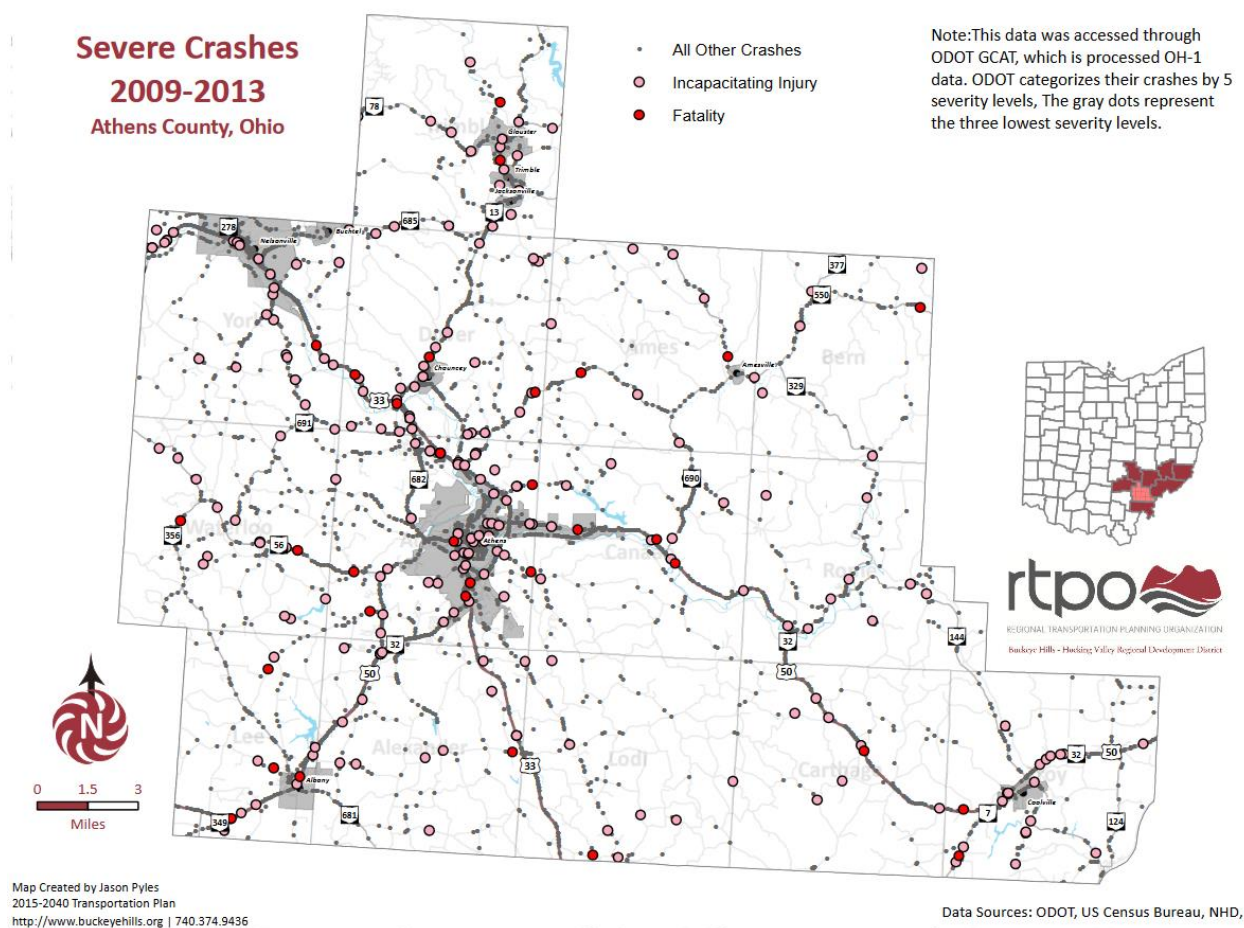 Severe Crashes
2009-2013
Athens County, Ohio
All Other Crashes
Incapacitating Injury
Fatality
Note:This data was accessed through
ODOT GCAT, which is processed OH-1
data. ODOT categorizes their crashes by 5
severity levels, The gray dots represent
the three lowest severity levels.
78
Glouster
Trimble
Jacksonville
13
278
685
Buchtel
Nelsonville
377
550
York
Dover
Ames
Bern
Amesville
Chauncey
329
33
691
682
690
Waterloo
356
56
Athens
Canaan
Rome
rtpo
REGIONAL TRANSPORTATION PLANNING ORGANIZATION
Buckeye Hills - Hocking Valley Regional Development District
144
32
32
50
50
N
Lee
Alexander
Lodi
Carthage
33
32
50
Troy
Coolville
Albany
0 1.5 3
Miles
349
681
7
124
Map Created by Jason Pyles
2015-2040 Transportation Plan
http://www.buckeyehills.org | 740.374.9436
Data Sources: ODOT, US Census Bureau, NHD,